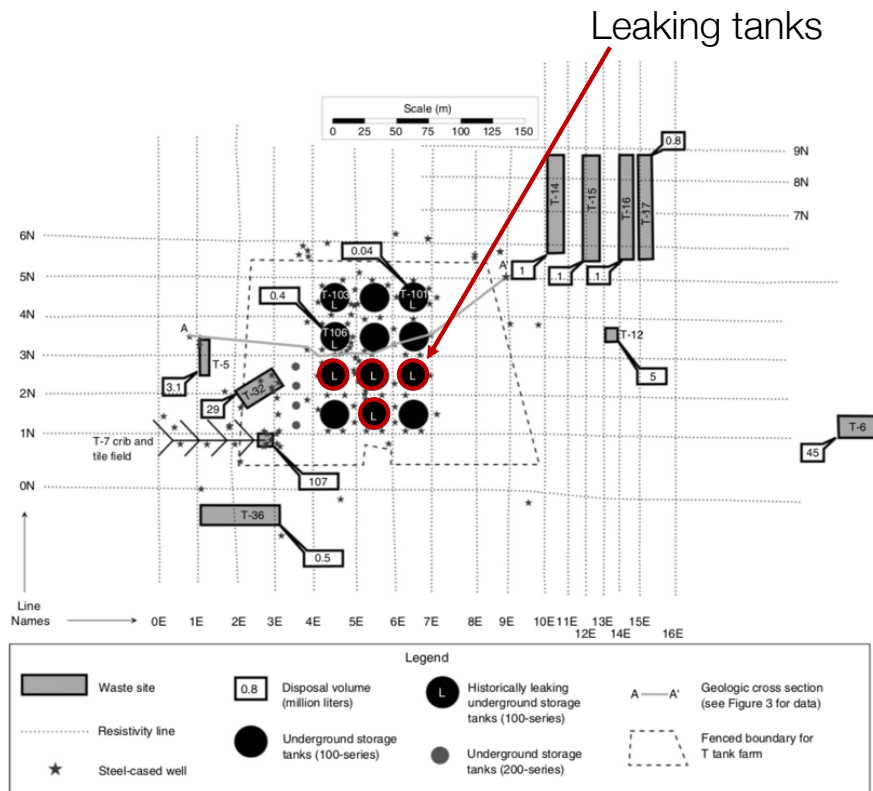 Leaking tanks
Scale (m)
0 25 50 75 100 125 150
0.8
9N
8N
7N
T-14
T-15
T-16
T-17
6N
5N
4N
3N
2N
1N
0N
0.04
A'
1
1
1
T-103
L
T-101
L
0.4
T106
L
A
T-12
5
T-5
3.1
L
L
L
T-32
29
L
T-7 crib and
tile field
107
T-6
45
T-36
0.5
Line
Names
0E 1E 2E 3E 4E 5E 6E 7E 8E 9E 10E 11E 13E 15E
12E 14E 16E
Legend
Waste site
Resistivity line
Steel-cased well
0.8
Disposal volume
(million liters)
Underground storage
tanks (100-series)
L
Historically leaking
underground storage
tanks (100-series)
Underground storage
tanks (200-series)
A A'
Geologic cross section
(see Figure 3 for data)
Fenced boundary for
T tank farm